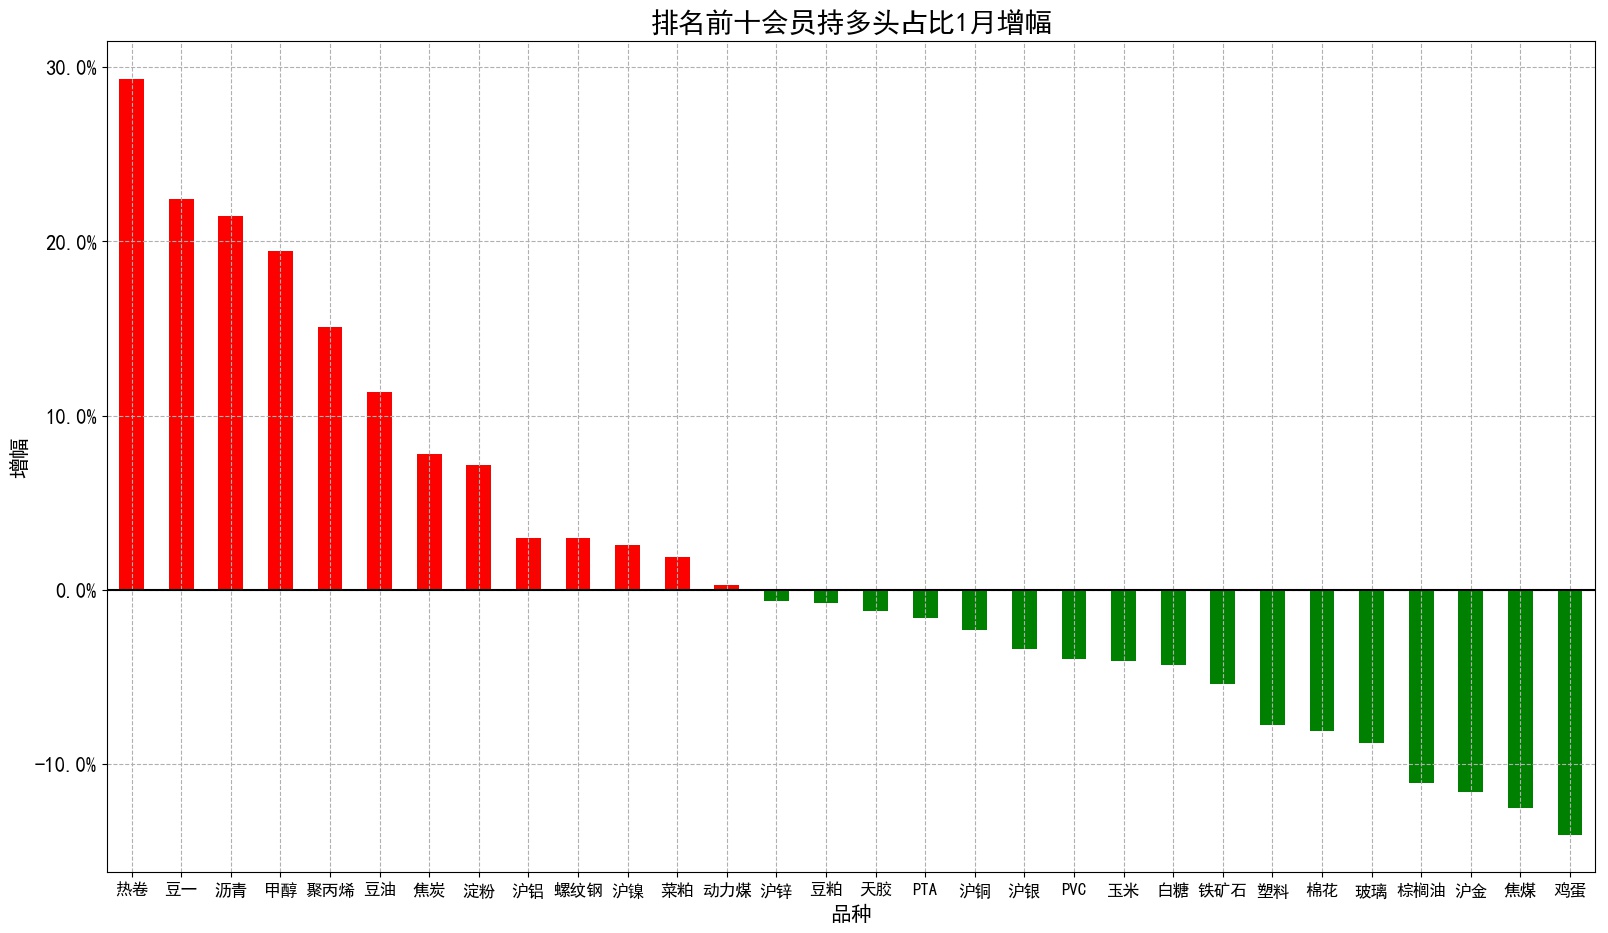 排名前十会员持多头占比1月增幅
30.0%
20.0%
10.0%
0.0%
−10.0%
增幅
热卷 豆一 沥青 甲醇 聚丙烯 豆油 焦炭 淀粉 沪铝 螺纹钢 沪镍 菜粕 动力煤 沪锌 豆粕 天胶 PTA 沪铜 沪银 PVC 玉米 白糖 铁矿石 塑料 棉花 玻璃 棕榈油 沪金 焦煤 鸡蛋
品种